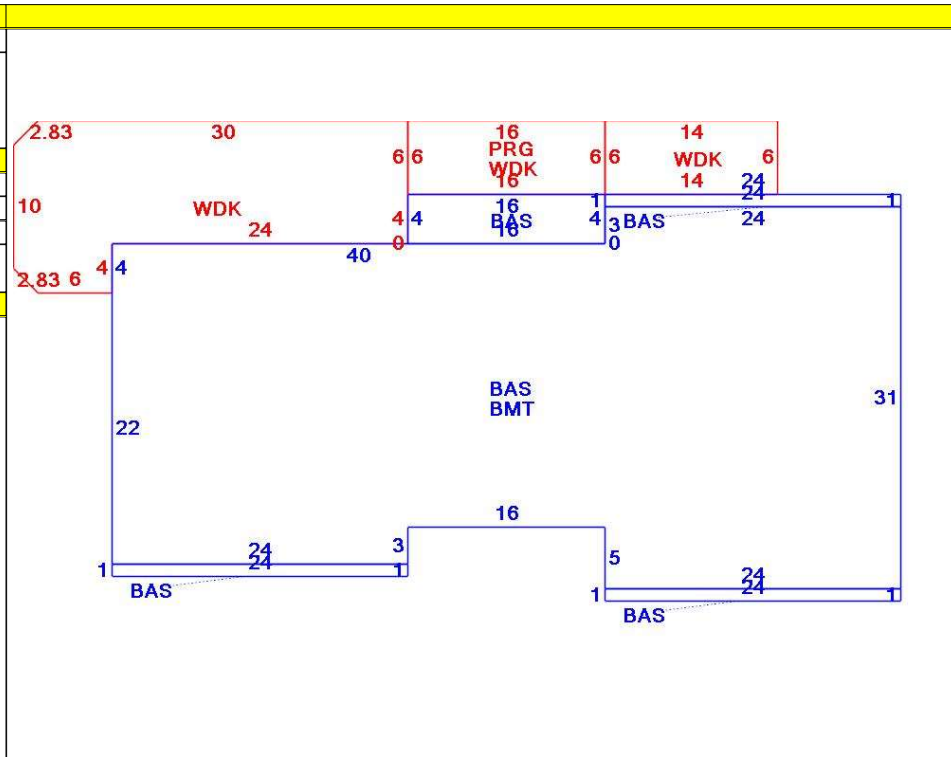 2.83 30 16 14
PRG
6 6 WDK 6 6 WDK 6
16 14 24
24
10 WDK 16 1 1
4 4 BAS 4 3 BAS 24
24 16
0 0
40
4 4
2.83 6
BAS
BMT
31
22
16
24 3 5
24
1 1
BAS
24
24
1 1
BAS